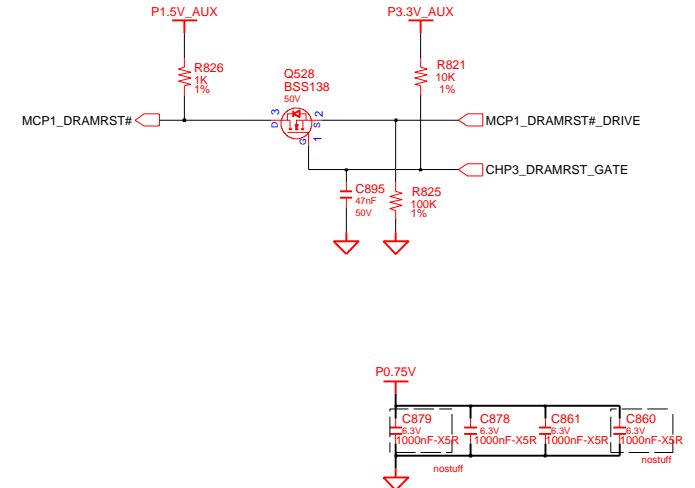 P1.5V_AUX
P3.3V_AUX
R826
1K
1%
Q528
BSS138
50V
R821
10K
1%
MCP1_DRAMRST#
D
3
G
1
S
2
MCP1_DRAMRST#_DRIVE
CHP3_DRAMRST_GATE
C895
47nF
50V
R825
100K
1%
P0.75V
C879
6.3V
1000nF-X5R
nostuff
C878
6.3V
1000nF-X5R
C861
6.3V
1000nF-X5R
C860
6.3V
1000nF-X5R
nostuff